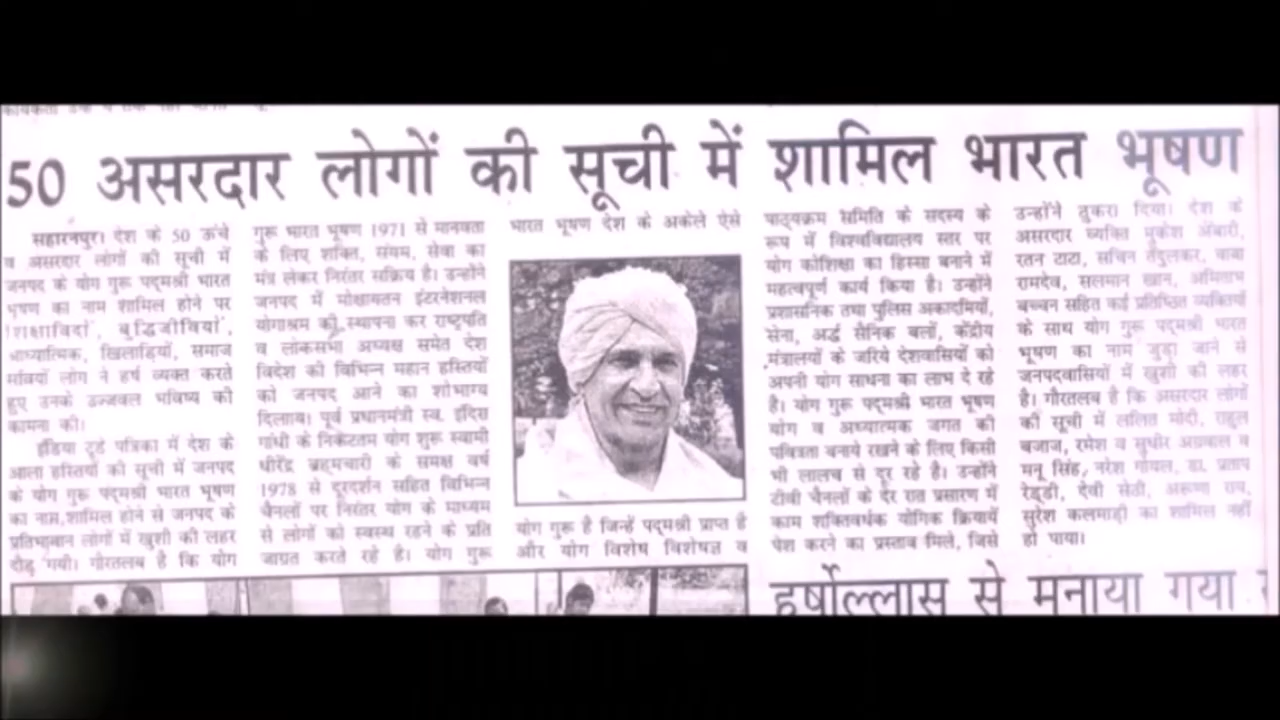 50 असरदार लोगों की सूची में शामिल भारत भूषण
सहारनपुर। देश के 50 ऊंचे
व असरदार लोगों की सूची में
जनपद के योग गुरू पद्मश्री भारत
भूषण का नाम शामिल होने पर
शिक्षाविदों, बुद्धिजीवियों,
आध्यात्मिक, खिलाड़ियों, समाज
लोग ने हर्ष व्यक्त करते
हुए उनके उज्जवल भविष्य की
कामना की।
इंडिया टूडे पत्रिका में देश के
आला हस्तियों की सूची में जनपद
के योग गुरू पद्मश्री भारत भूषण
का नाम शामिल होने से जनपद के
प्रतिभावान लोगों में खुशी की लहर
दौड़ गयी। गौरतलब है कि योग
गुरू भारत भूषण 1971 से मानवता
के लिए शक्ति, संयम, सेवा का
मंत्र लेकर निरंतर सक्रिय है। उन्होंने
जनपद में मोक्षायतन इंटरनेशनल
योगाश्रम की स्थापना कर राष्ट्रपति
व लोकसभा अध्यक्ष समेत देश
विदेश की विभिन्न महान हस्तियों
को जनपद आने का शोभाग्य
दिलाया। पूर्व प्रधानमंत्री स्व. इंदिरा
गांधी के निकटतम योग गुरू स्वामी
धीरेंद्र ब्रह्मचारी के समक्ष वर्ष
1978 से दूरदर्शन सहित विभिन्न
चैनलों पर निरंतर योग के माध्यम
से लोगों को स्वस्थ रहने के प्रति
जाग्रत करते रहे है। योग गुरू
भारत भूषण देश के अकेले ऐसे
योग गुरू है जिन्हें पद्मश्री प्राप्त है
और योग विशेष विशेषज्ञ व
पाठ्यक्रम समिति के सदस्य के
रूप में विश्वविद्यालय स्तर पर
योग को शिक्षा का हिस्सा बनाने में
महत्वपूर्ण कार्य किया है। उन्होंने
प्रशासनिक तथा पुलिस अकादमियों,
सेना, अर्द्ध सैनिक बलों, केंद्रीय
मंत्रालयों के जरिये देशवासियों को
अपनी योग साधना का लाभ दे रहे
है। योग गुरू पद्मश्री भारत भूषण
योग व अध्यात्मक जगत की
पवित्रता बनाये रखने के लिए किसी
भी लालच से दूर रहे है। उन्होंने
टीवी चैनलों के देर रात प्रसारण में
काम शक्तिवर्धक योगिक क्रियायें
पेश करने का प्रस्ताव मिले, जिसे
उन्होंने ठुकरा दिया। देश के
असरदार व्यक्ति मुकेश अंबारी,
रतन टाटा, सचिन तेंदुलकर, बाबा
रामदेव, सलमान खान, अमिताभ
बच्चन सहित कई प्रतिष्ठित व्यक्तियों
के साथ योग गुरू पद्मश्री भारत
भूषण का नाम जुड़ा जाने से
जनपदवासियों में खुशी की लहर
है। गौरतलब है कि असरदार लोगों
की सूची में ललित मोदी, राहुल
बजाज, रमेश व सुधीर अग्रवाल व
मनू सिंह, नरेश गोयल, डा. प्रताप
रेड्डी, देवी सेठी, अरूणा राय,
सुरेश कलमाड़ी का शामिल नहीं
हो पाया।
हर्षोल्लास से मनाया गया